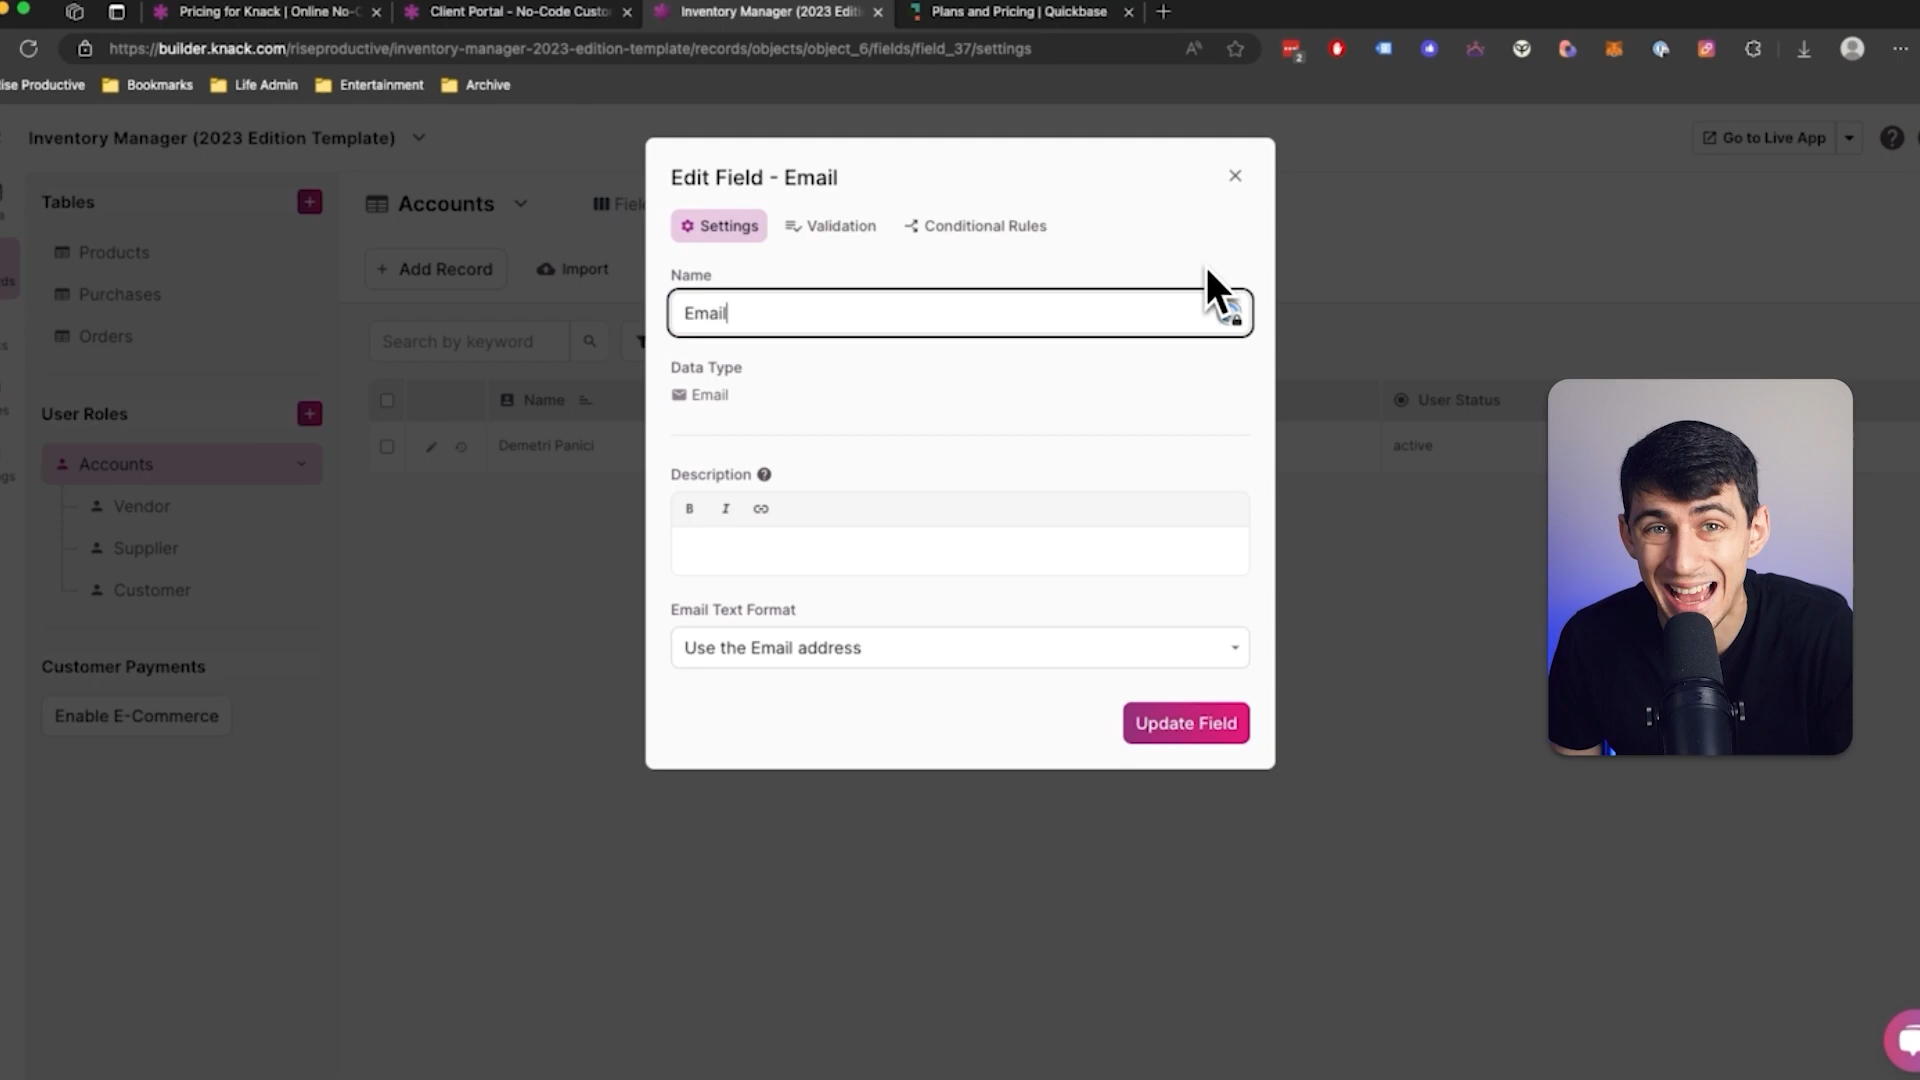 Pricing for Knack | Online No-C
Client Portal - No-Code Custo
Inventory Manager (2023 Editi
Plans and Pricing | Quickbase
https://builder.knack.com/riseproductive/inventory-manager-2023-edition-template/records/objects/object_6/fields/field_37/settings
2
ise Productive
Bookmarks
Life Admin
Entertainment
Archive
Inventory Manager (2023 Edition Template)
Go to Live App
Tables
Products
Purchases
Orders
User Roles
Accounts
Vendor
Supplier
Customer
Customer Payments
Enable E-Commerce
Accounts
Fiel
+ Add Record
Import
Search by keyword
Name
User Status
Demetri Panici
active
Edit Field - Email
Settings
Validation
Conditional Rules
Name
Email
Data Type
Email
Description
B I
Email Text Format
Use the Email address
Update Field